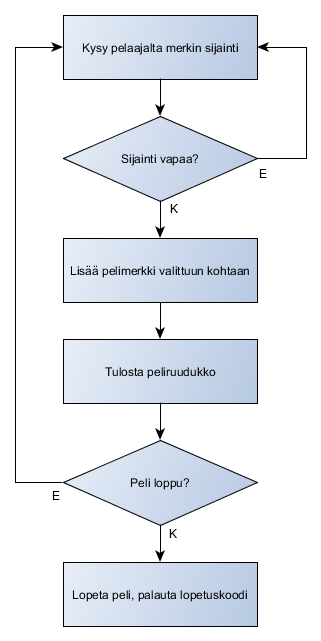 Kysy pelaajalta merkin sijainti
Sijainti vapaa?
E
K
Lisää pelimerkki valittuun kohtaan
Tulosta peliruudukko
Peli loppu?
E
K
Lopeta peli, palauta lopetuskoodi